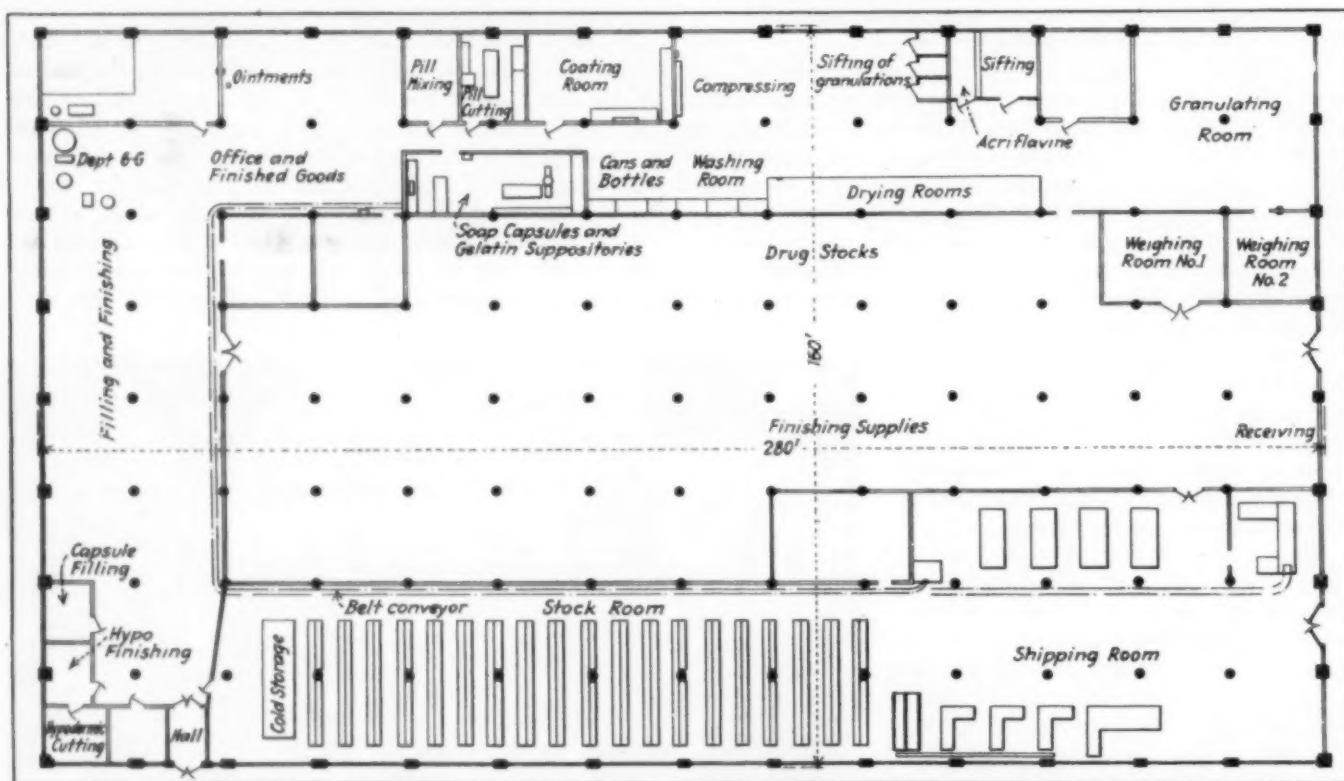 Ointments
Pill
Mixing
Pill
Cutting
Coating
Room
Compressing
Sifting of
granulations
Sifting
Acriflavine
Granulating
Room
Dept 6-G
Office and
Finished Goods
Cans and
Bottles
Washing
Room
Drying Rooms
Soap Capsules and
Gelatin Suppositories
Drug Stocks
Weighing
Room No.1
Weighing
Room
No.2
Filling and Finishing
160'
Finishing Supplies
Receiving
280'
Capsule
Filling
Hypo
Finishing
Belt conveyor
Stock Room
Cold Storage
Shipping Room
Hypodermic
Cutting
Hall